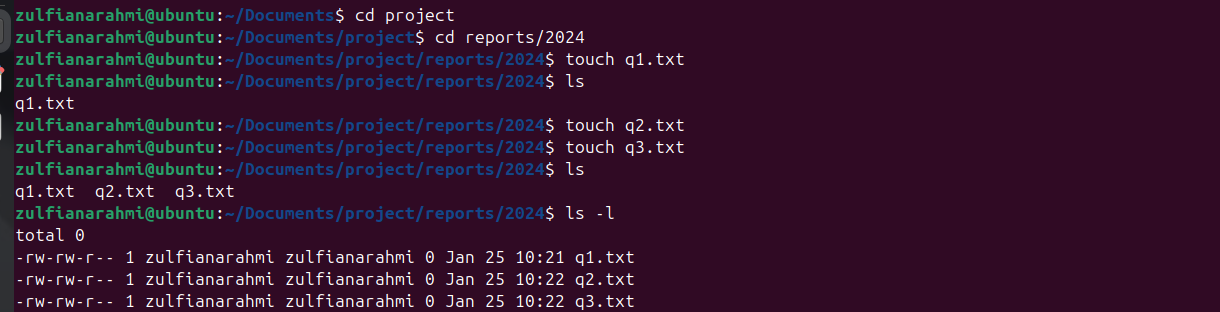 zulfianarahmi@ubuntu:~/Documents$ cd project
zulfianarahmi@ubuntu:~/Documents/project$ cd reports/2024
zulfianarahmi@ubuntu:~/Documents/project/reports/2024$ touch q1.txt
zulfianarahmi@ubuntu:~/Documents/project/reports/2024$ ls
q1.txt
zulfianarahmi@ubuntu:~/Documents/project/reports/2024$ touch q2.txt
zulfianarahmi@ubuntu:~/Documents/project/reports/2024$ touch q3.txt
zulfianarahmi@ubuntu:~/Documents/project/reports/2024$ ls
q1.txt  q2.txt  q3.txt
zulfianarahmi@ubuntu:~/Documents/project/reports/2024$ ls -l
total 0
-rw-rw-r-- 1 zulfianarahmi zulfianarahmi 0 Jan 25 10:21 q1.txt
-rw-rw-r-- 1 zulfianarahmi zulfianarahmi 0 Jan 25 10:22 q2.txt
-rw-rw-r-- 1 zulfianarahmi zulfianarahmi 0 Jan 25 10:22 q3.txt